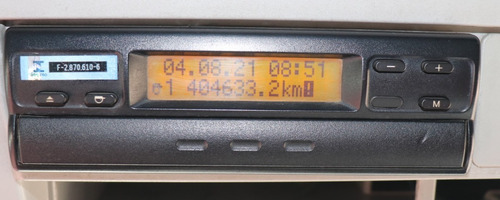 F-2.870.610-6
04.08.21 08:51
1 404633.2km!
− +
M